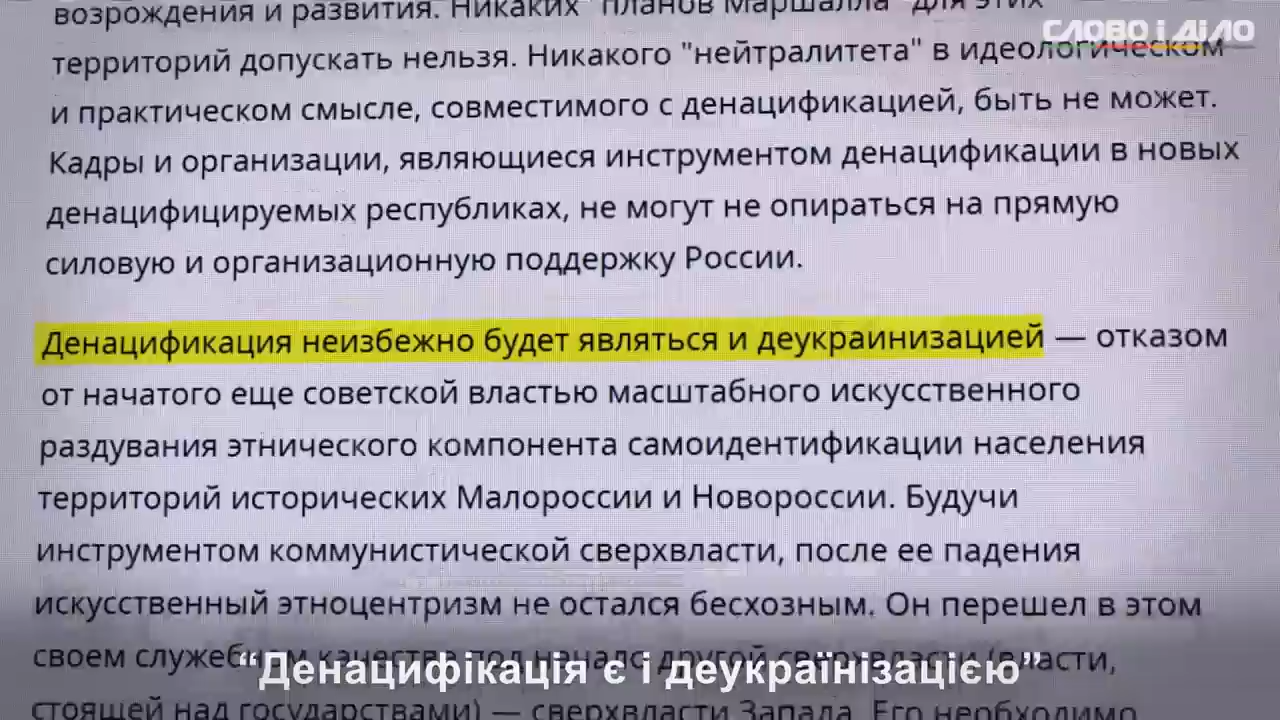 возрождения и развития. Никаких "планов Маршалла" для этих
СЛОВО і ДІЛО
территорий допускать нельзя. Никакого "нейтралитета" в идеологическом
и практическом смысле, совместимого с денацификацией, быть не может.
Кадры и организации, являющиеся инструментом денацификации в новых
денацифицируемых республиках, не могут не опираться на прямую
силовую и организационную поддержку России.
Денацификация неизбежно будет являться и деукраинизацией — отказом
от начатого еще советской властью масштабного искусственного
раздувания этнического компонента самоидентификации населения
территорий исторических Малороссии и Новороссии. Будучи
инструментом коммунистической сверхвласти, после ее падения
искусственный этноцентризм не остался бесхозным. Он перешел в этом
своем служебном качестве под начало другой сверхвласти (власти,
“Денацифікація є і деукраїнізацією”
стоящей над государствами) — сверхвласти Запада. Его необходимо